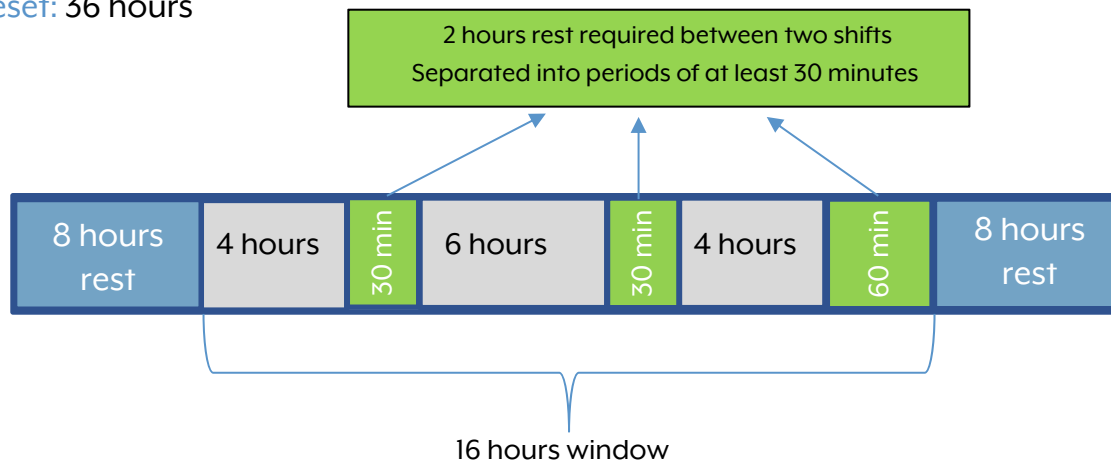 eset: 36 hours
2 hours rest required between two shifts
Separated into periods of at least 30 minutes
8 hours
rest
4 hours
30 min
6 hours
30 min
4 hours
60 min
8 hours
rest
16 hours window